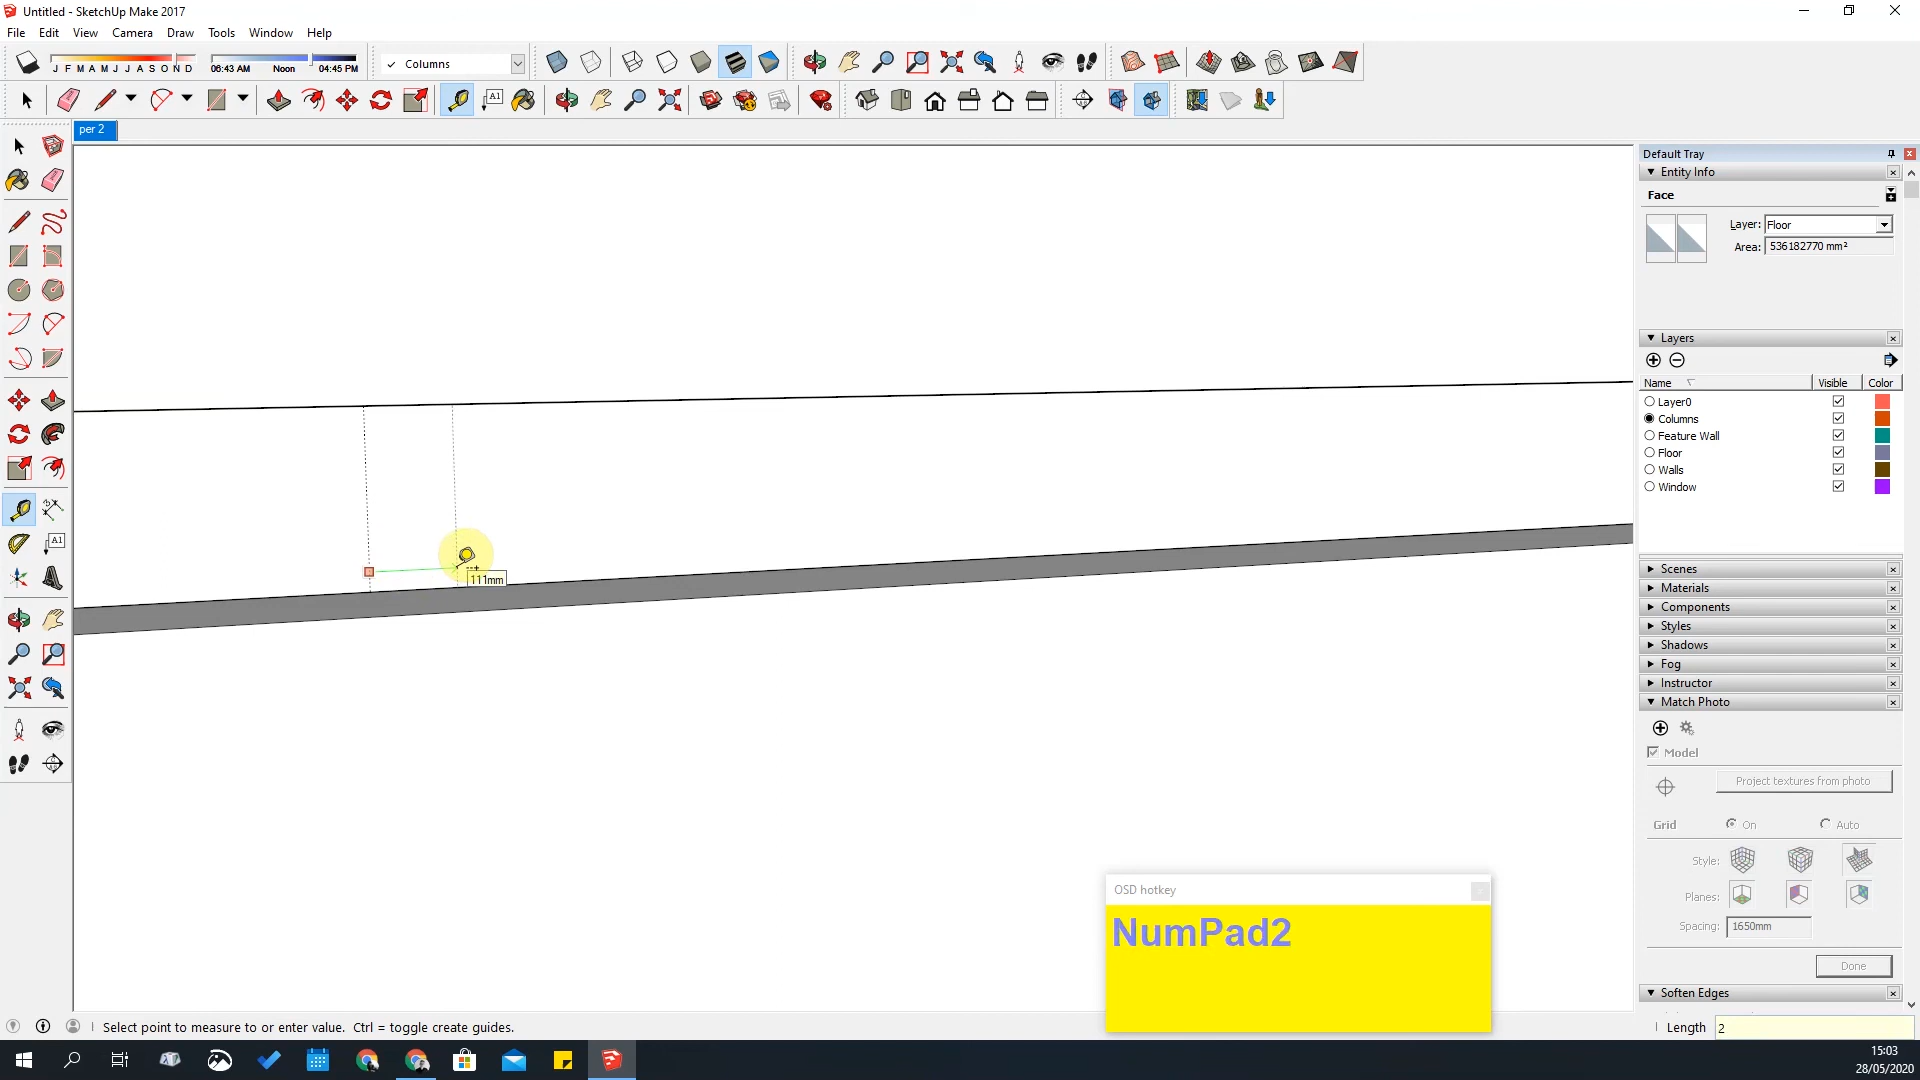 Untitled - SketchUp Make 2017
File Edit View Camera Draw Tools Window Help
J F M A M J J A S O N D
06:43 AM Noon 04:45 PM
Columns
A1
per 2
Default Tray
Entity Info
Face
Layer: Floor
Area: 536182770 mm²
Layers
Name Visible Color
Layer0
Columns
Feature Wall
Floor
Walls
Window
A1
111mm
Scenes
Materials
Components
Styles
Shadows
Fog
Instructor
Match Photo
Model
Project textures from photo
Grid On Auto
Style:
Planes:
Spacing: 1650mm
Done
Soften Edges
OSD hotkey
NumPad2
Select point to measure to or enter value. Ctrl = toggle create guides.
Length 2
15:03
28/05/2020